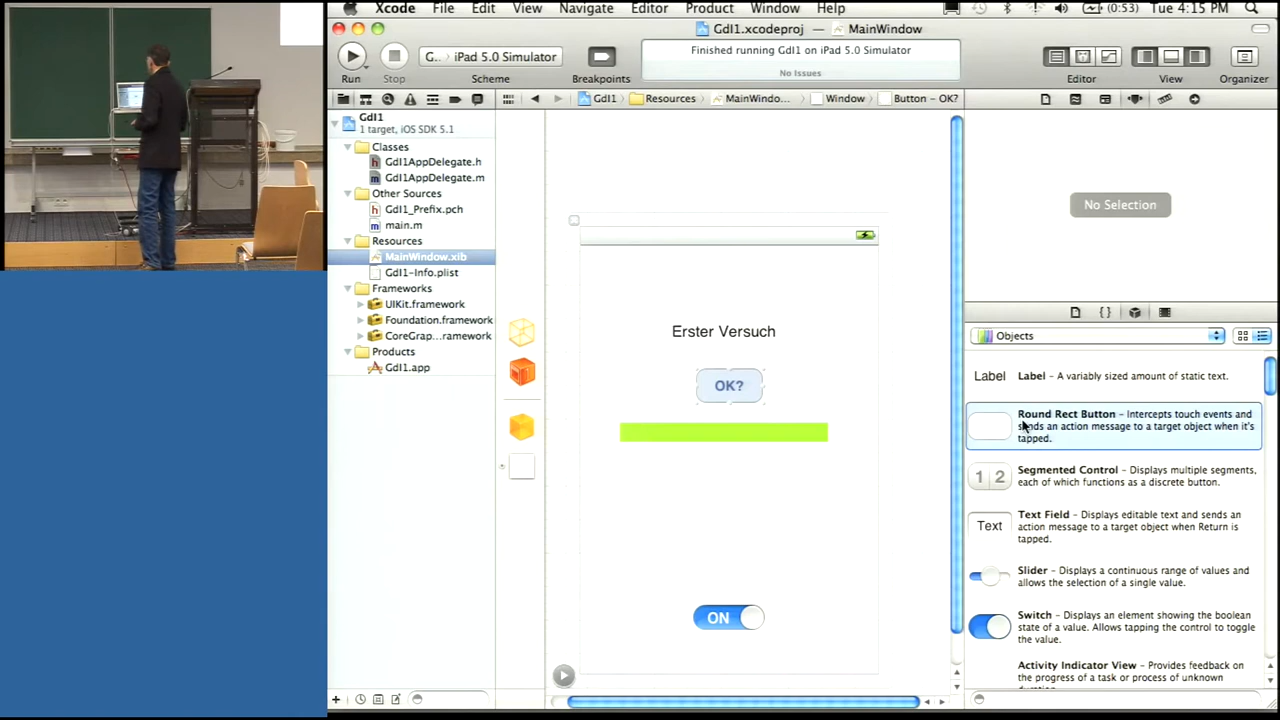 Xcode File Edit View Navigate Editor Product Window Help (0:53) Tue 4:15 PM
GdI1.xcodeproj — MainWindow
Run Stop G.. iPad 5.0 Simulator Scheme Breakpoints
Finished running GdI1 on iPad 5.0 Simulator
No Issues
Editor View Organizer
GdI1 Resources MainWindo... Window Button – OK?
GdI1
1 target, iOS SDK 5.1
Classes
GdI1AppDelegate.h
GdI1AppDelegate.m
Other Sources
GdI1_Prefix.pch
main.m
Resources
MainWindow.xib
GdI1-Info.plist
Frameworks
UIKit.framework
Foundation.framework
CoreGrap...ramework
Products
GdI1.app
Erster Versuch
OK?
ON
No Selection
Objects
Label Label – A variably sized amount of static text.
Round Rect Button – Intercepts touch events and
sends an action message to a target object when it's
tapped.
1 2 Segmented Control – Displays multiple segments,
each of which functions as a discrete button.
Text Text Field – Displays editable text and sends an
action message to a target object when Return is
tapped.
Slider – Displays a continuous range of values and
allows the selection of a single value.
Switch – Displays an element showing the boolean
state of a value. Allows tapping the control to toggle
the value.
Activity Indicator View – Provides feedback on
the progress of a task or process of unknown